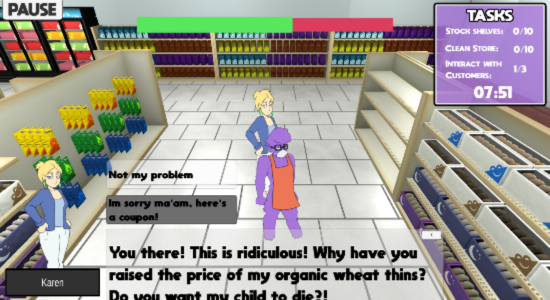 PAUSE
TASKS
STOCK SHELVES: 0/10
CLEAN STORE: 0/10
INTERACT WITH
CUSTOMERS: 1/3
07:51
Not my problem
Im sorry ma'am, here's
a coupon!
You there! This is ridiculous! Why have you
raised the price of my organic wheat thins?
Do you want my child to die?!
Karen